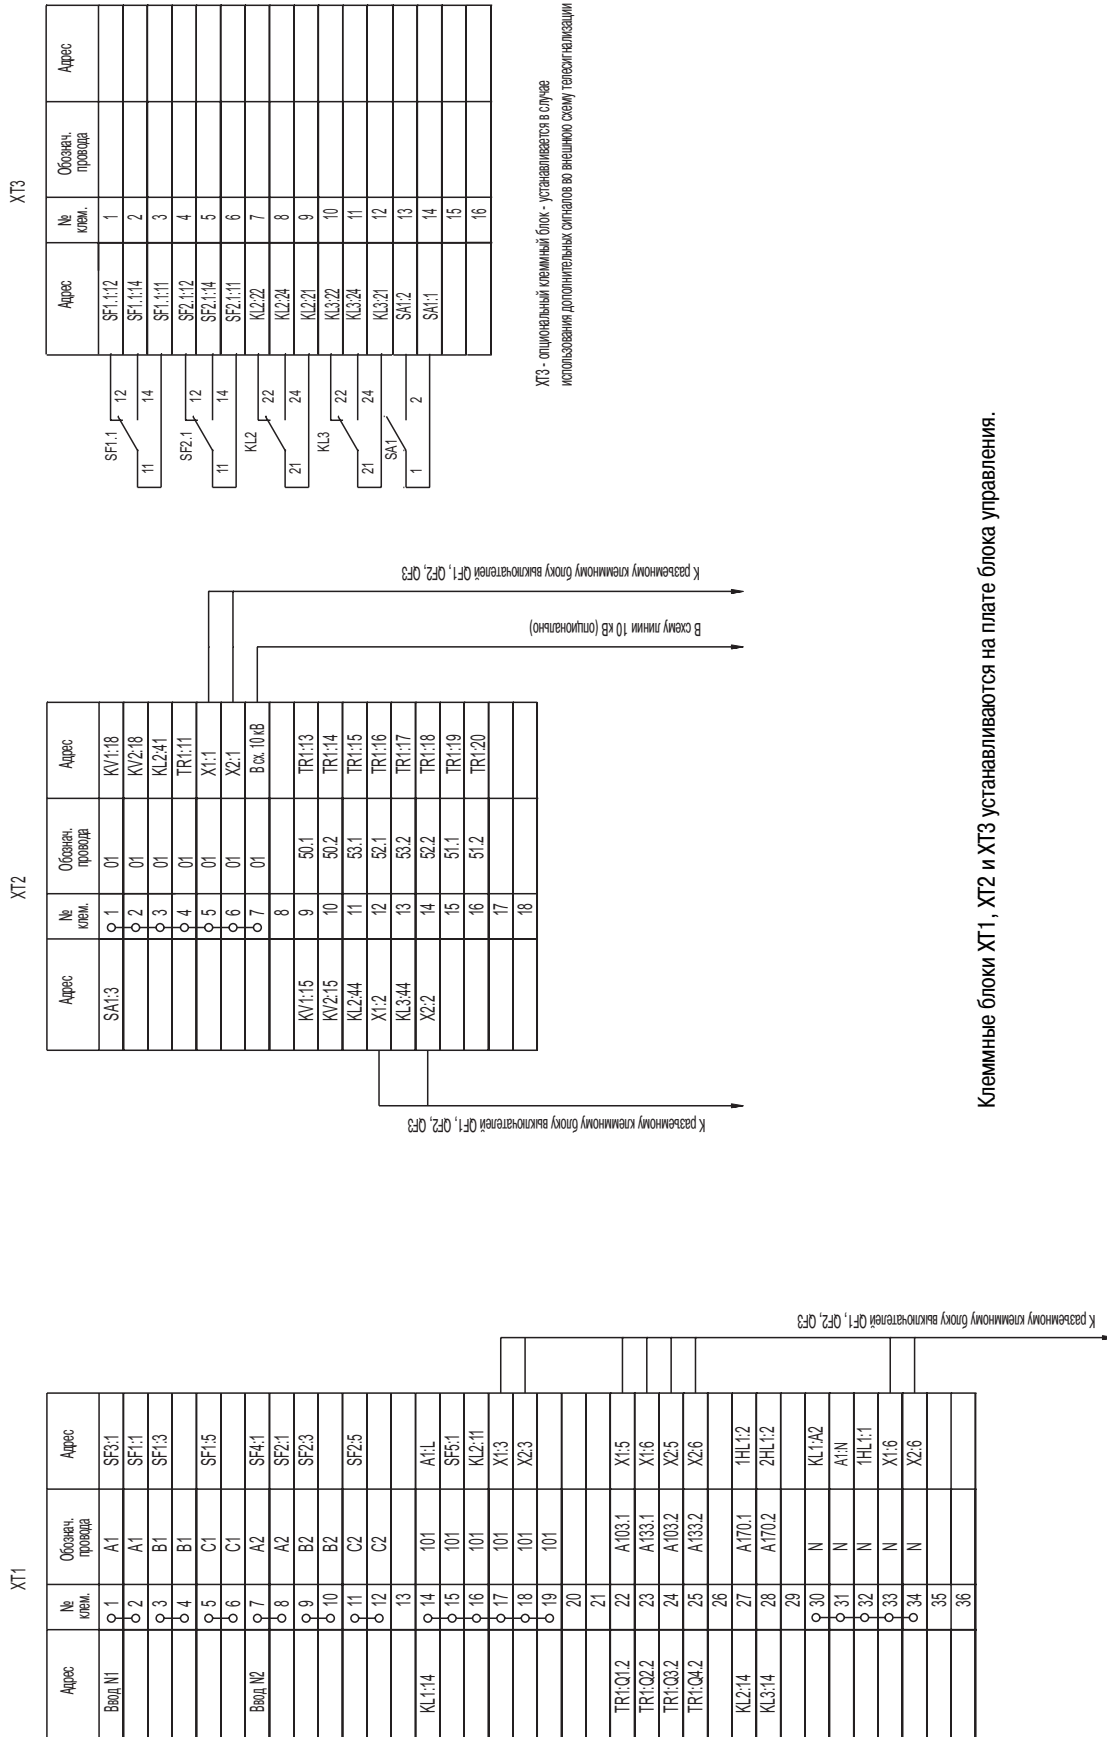 XT1
Адрес № клем. Обознач. провода Адрес
Ввод N1 1 A1 SF3:1
2 A1 SF1:1
3 B1 SF1:3
4 B1
5 C1 SF1:5
6 C1
Ввод N2 7 A2 SF4:1
8 A2 SF2:1
9 B2 SF2:3
10 B2
11 C2 SF2:5
12 C2
13
KL1:14 14 101 A1:L
15 101 SF5:1
16 101 KL2:11
17 101 X1:3
18 101 X2:3
19 101
20
21
TR1:Q1.2 22 A103.1 X1:5
TR1:Q2.2 23 A133.1 X1:6
TR1:Q3.2 24 A103.2 X2:5
TR1:Q4.2 25 A133.2 X2:6
26
KL2:14 27 A170.1 1HL1:2
KL3:14 28 A170.2 2HL1:2
29
30 N KL1:A2
31 N A1:N
32 N 1HL1:1
33 N X1:6
34 N X2:6
35
36
К разъемному клеммному блоку выключателей QF1, QF2, QF3
XT2
Адрес № клем. Обознач. провода Адрес
SA1:3 1 01 KV1:18
2 01 KV2:18
3 01 KL2:41
4 01 TR1:11
5 01 X1:1
6 01 X2:1
7 01 В сх. 10 кВ
8
KV1:15 9 50.1 TR1:13
KV2:15 10 50.2 TR1:14
KL2:44 11 53.1 TR1:15
X1:2 12 52.1 TR1:16
KL3:44 13 53.2 TR1:17
X2:2 14 52.2 TR1:18
15 51.1 TR1:19
16 51.2 TR1:20
17
18
К разъемному клеммному блоку выключателей QF1, QF2, QF3
В схему линии 10 кВ (опционально)
К разъемному клеммному блоку выключателей QF1, QF2, QF3
XT3
Адрес № клем. Обознач. провода Адрес
SF1.1:12 1
SF1.1:14 2
SF1.1:11 3
SF2.1:12 4
SF2.1:14 5
SF2.1:11 6
KL2:22 7
KL2:24 8
KL2:21 9
KL3:22 10
KL3:24 11
KL3:21 12
SA1:2 13
SA1:1 14
15
16
SF1.1 11 12 14
SF2.1 11 12 14
KL2 21 22 24
KL3 21 22 24
SA1 1 2
XT3 - опциональный клеммный блок - устанавливается в случае
использования дополнительных сигналов во внешнюю схему телесигнализации
Клеммные блоки XT1, XT2 и XT3 устанавливаются на плате блока управления.